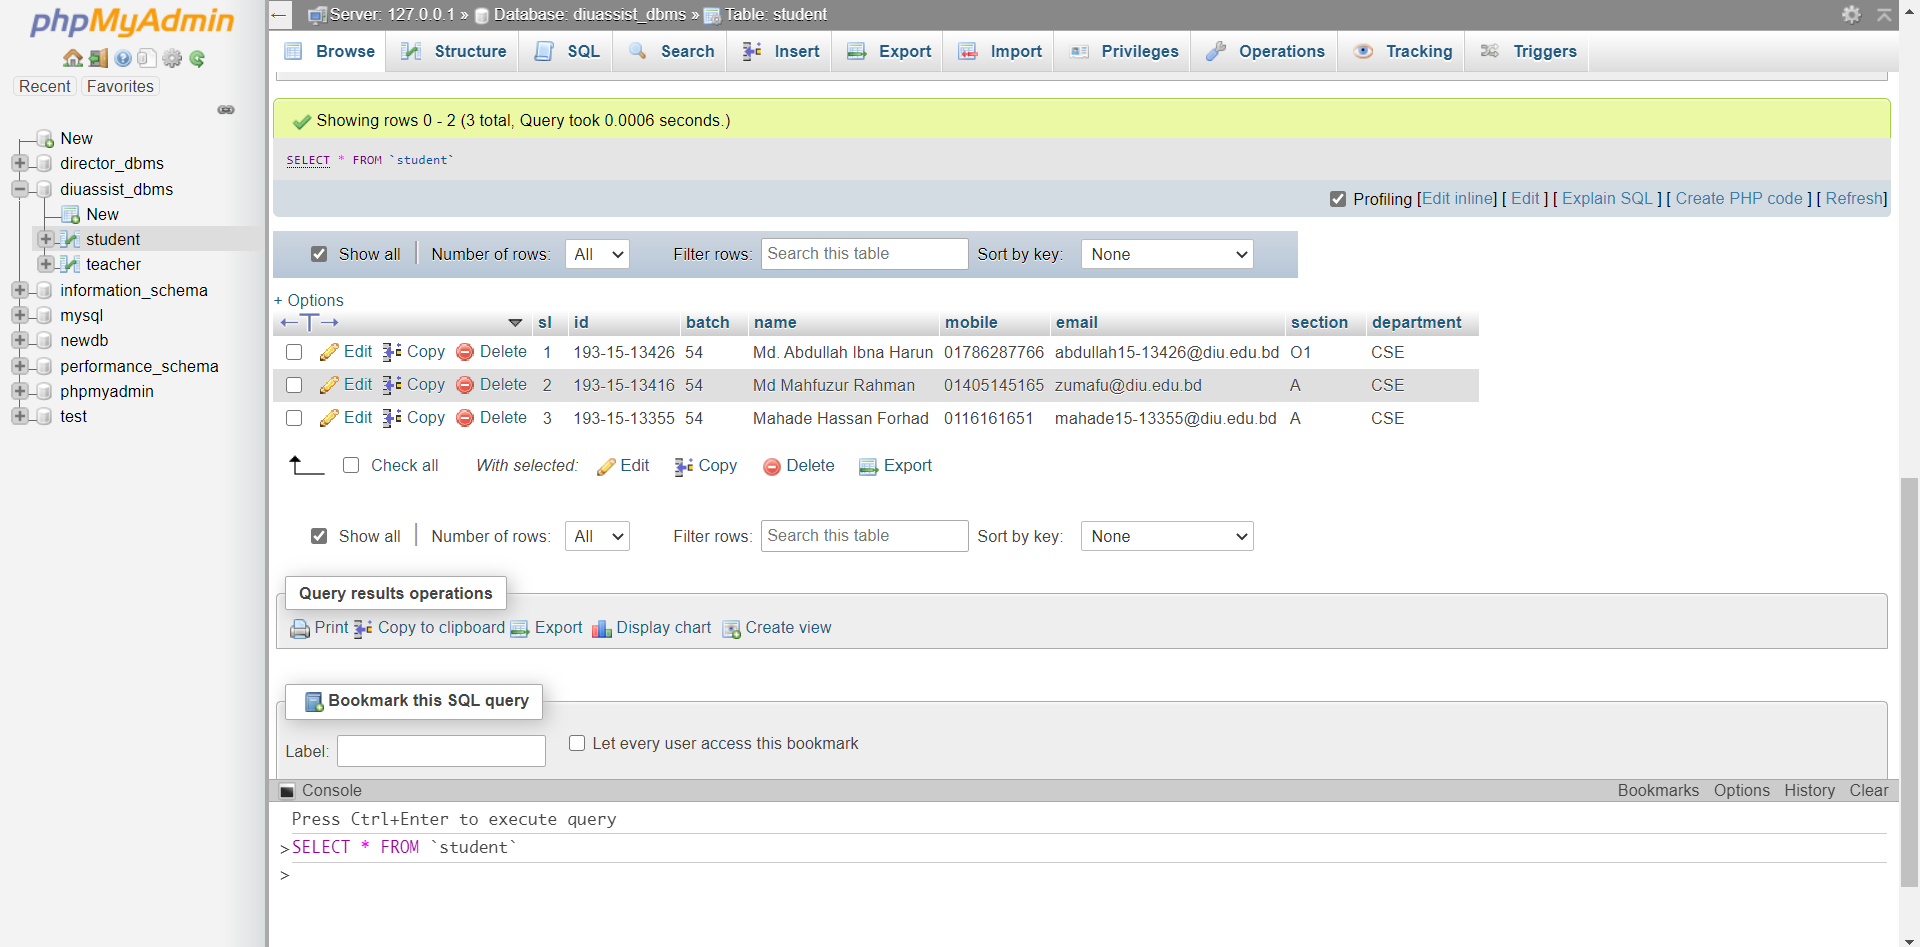 phpMyAdmin
Recent Favorites
New
director_dbms
diuassist_dbms
New
student
teacher
information_schema
mysql
newdb
performance_schema
phpmyadmin
test
Server: 127.0.0.1 » Database: diuassist_dbms » Table: student
Browse Structure SQL Search Insert Export Import Privileges Operations Tracking Triggers
Showing rows 0 - 2 (3 total, Query took 0.0006 seconds.)
SELECT * FROM `student`
Profiling [Edit inline] [ Edit ] [ Explain SQL ] [ Create PHP code ] [ Refresh]
Show all Number of rows: All Filter rows: Search this table Sort by key: None
+ Options
←T→ sl id batch name mobile email section department
Edit Copy Delete 1 193-15-13426 54 Md. Abdullah Ibna Harun 01786287766 abdullah15-13426@diu.edu.bd O1 CSE
Edit Copy Delete 2 193-15-13416 54 Md Mahfuzur Rahman 01405145165 zumafu@diu.edu.bd A CSE
Edit Copy Delete 3 193-15-13355 54 Mahade Hassan Forhad 0116161651 mahade15-13355@diu.edu.bd A CSE
Check all With selected: Edit Copy Delete Export
Show all Number of rows: All Filter rows: Search this table Sort by key: None
Query results operations
Print Copy to clipboard Export Display chart Create view
Bookmark this SQL query
Label: Let every user access this bookmark
Console Bookmarks Options History Clear
Press Ctrl+Enter to execute query
>SELECT * FROM `student`
>